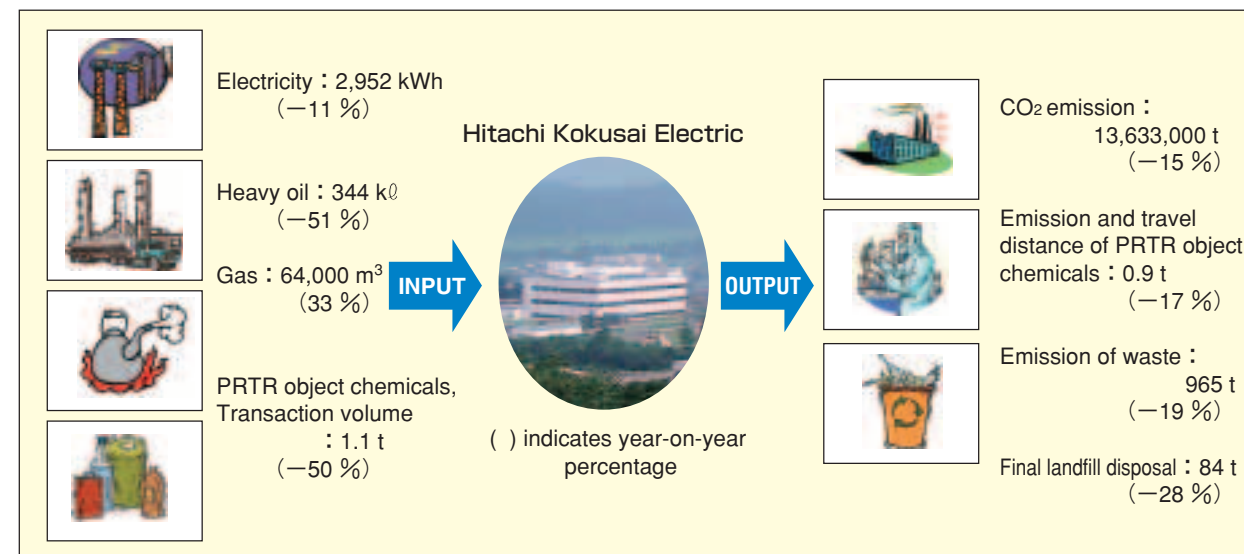 Electricity：2,952 kWh
（－11 %）
Heavy oil：344 kℓ
（－51 %）
Gas：64,000 m³
（33 %）
PRTR object chemicals,
Transaction volume
：1.1 t
（－50 %）
INPUT
Hitachi Kokusai Electric
( ) indicates year-on-year
percentage
OUTPUT
CO₂ emission：
13,633,000 t
（－15 %）
Emission and travel
distance of PRTR object
chemicals：0.9 t
（－17 %）
Emission of waste：
965 t
（－19 %）
Final landfill disposal：84 t
（－28 %）